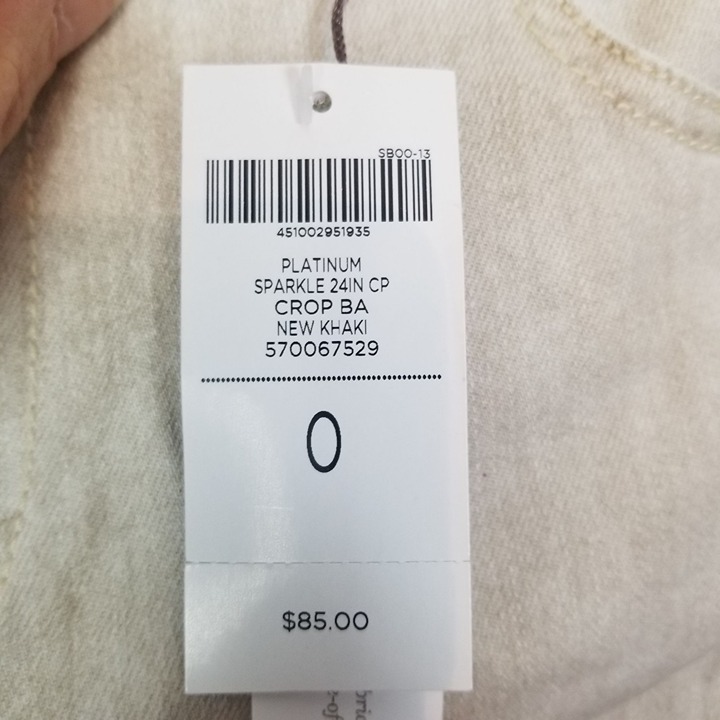 SB00-13
451002951935
PLATINUM
SPARKLE 24IN CP
CROP BA
NEW KHAKI
570067529
0
$85.00